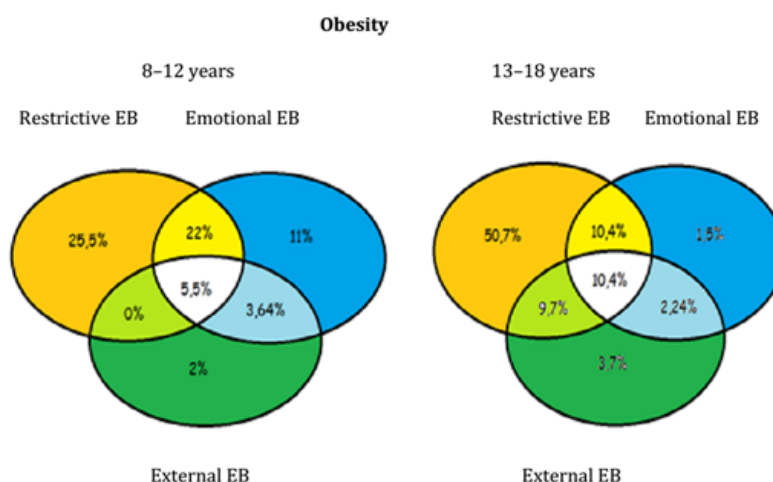 Obesity
8–12 years
13–18 years
Restrictive EB
Emotional EB
Restrictive EB
Emotional EB
25,5%
22%
11%
5,5%
0%
3,64%
2%
50,7%
10,4%
1,5%
10,4%
9,7%
2,24%
3,7%
External EB
External EB